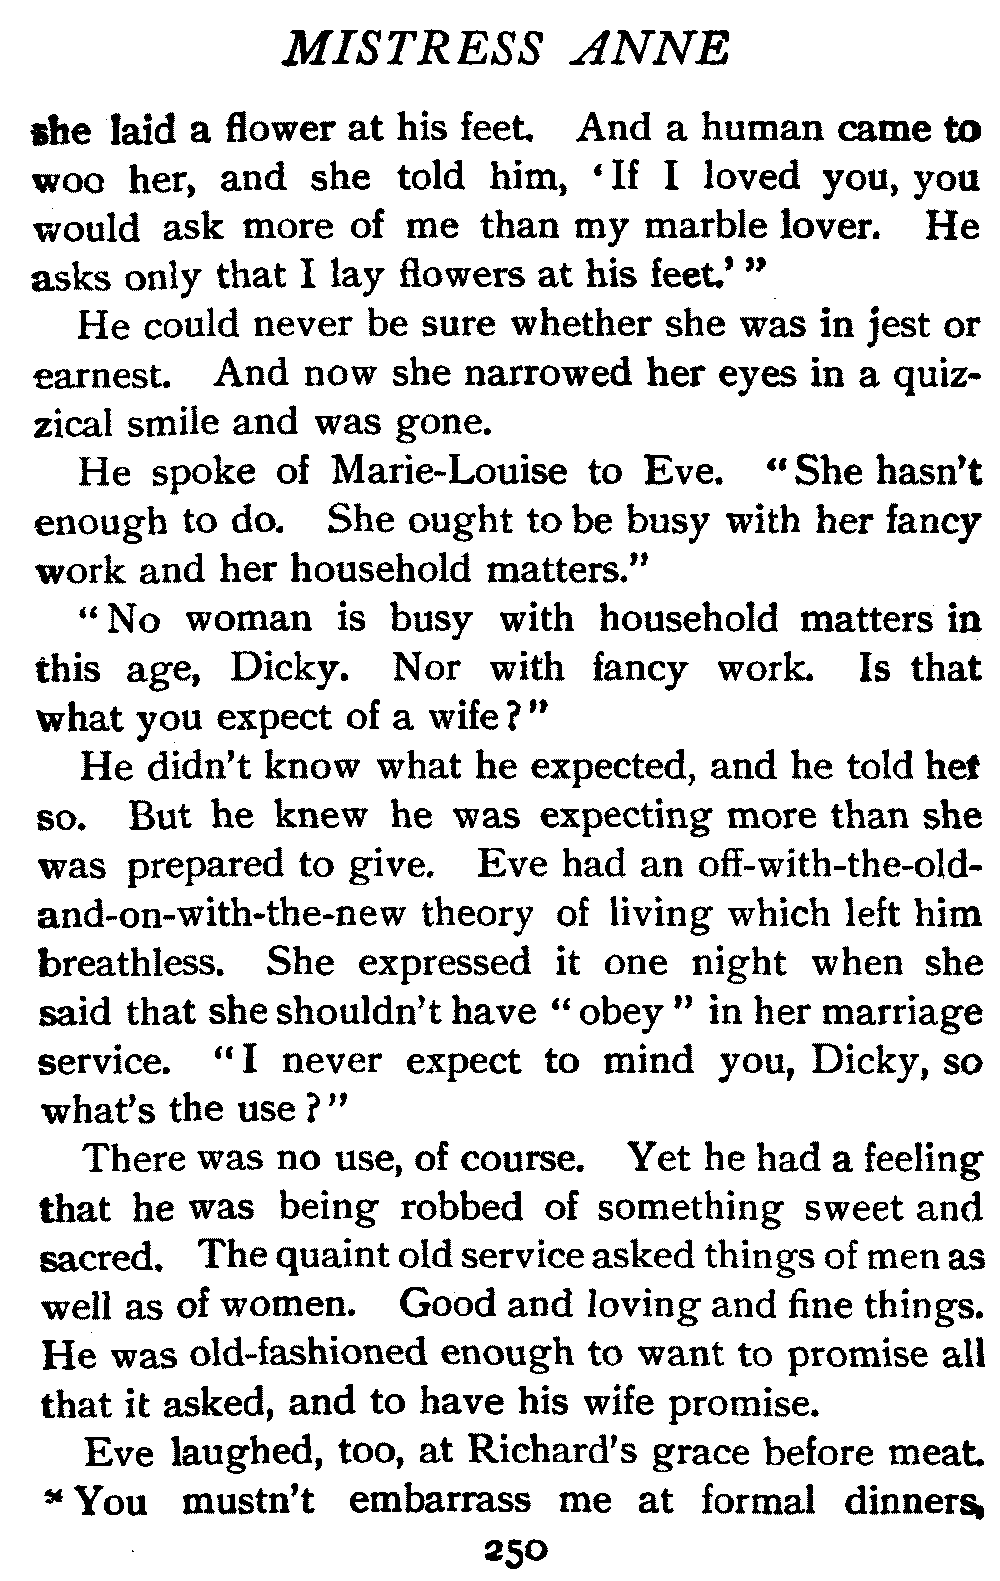 MISTRESS ANNE
she laid a flower at his feet. And a human came to
woo her, and she told him, ‘If I loved you, you
would ask more of me than my marble lover. He
asks only that I lay flowers at his feet.’”
He could never be sure whether she was in jest or
earnest. And now she narrowed her eyes in a quiz-
zical smile and was gone.
He spoke of Marie-Louise to Eve. “She hasn’t
enough to do. She ought to be busy with her fancy
work and her household matters.”
“No woman is busy with household matters in
this age, Dicky. Nor with fancy work. Is that
what you expect of a wife?”
He didn’t know what he expected, and he told her
so. But he knew he was expecting more than she
was prepared to give. Eve had an off-with-the-old-
and-on-with-the-new theory of living which left him
breathless. She expressed it one night when she
said that she shouldn’t have “obey” in her marriage
service. “I never expect to mind you, Dicky, so
what’s the use?”
There was no use, of course. Yet he had a feeling
that he was being robbed of something sweet and
sacred. The quaint old service asked things of men as
well as of women. Good and loving and fine things.
He was old-fashioned enough to want to promise all
that it asked, and to have his wife promise.
Eve laughed, too, at Richard’s grace before meat.
“You mustn’t embarrass me at formal dinners,
250